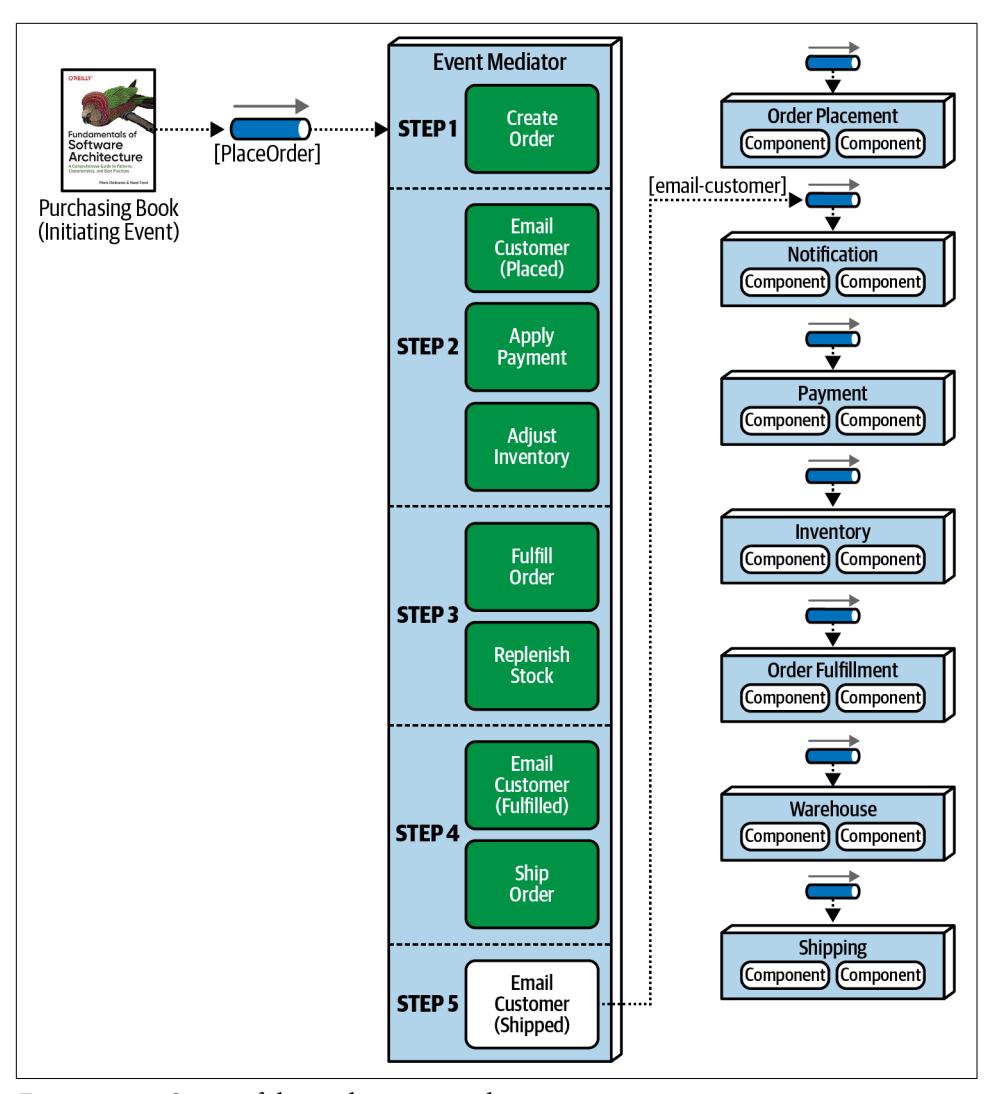 O'REILLY
Fundamentals of
Software
Architecture
A Comprehensive Guide to Patterns,
Characteristics, and Best Practices
Mark Richards & Neal Ford
Purchasing Book
(Initiating Event)
[PlaceOrder]
Event Mediator
STEP 1
Create
Order
STEP 2
Email
Customer
(Placed)
Apply
Payment
Adjust
Inventory
STEP 3
Fulfill
Order
Replenish
Stock
STEP 4
Email
Customer
(Fulfilled)
Ship
Order
STEP 5
Email
Customer
(Shipped)
[email-customer]
Order Placement
Component Component
Notification
Component Component
Payment
Component Component
Inventory
Component Component
Order Fulfillment
Component Component
Warehouse
Component Component
Shipping
Component Component